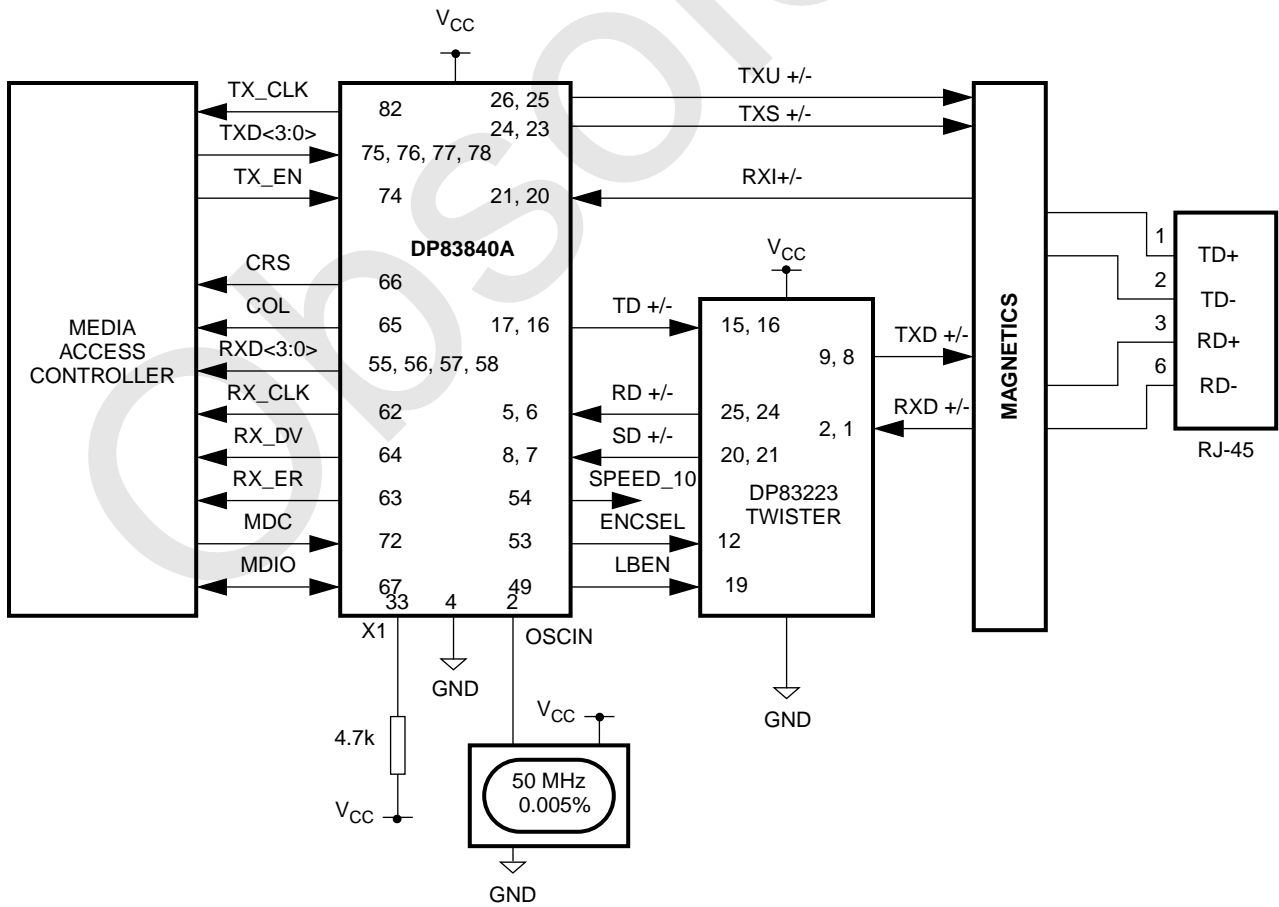 V_CC
TX_CLK
82
26, 25
TXU +/-
24, 23
TXS +/-
TXD<3:0>
75, 76, 77, 78
TX_EN
74
21, 20
RXI+/-
DP83840A
CRS
66
COL
65
17, 16
TD +/-
V_CC
15, 16
9, 8
TXD +/-
MEDIA
ACCESS
CONTROLLER
RXD<3:0>
55, 56, 57, 58
RX_CLK
62
5, 6
RD +/-
25, 24
2, 1
RXD +/-
RX_DV
64
8, 7
SD +/-
20, 21
RX_ER
63
54
SPEED_10
DP83223
TWISTER
MDC
72
53
ENCSEL
12
MDIO
67
49
LBEN
19
33
4
2
X1
OSCIN
GND
GND
4.7k
V_CC
V_CC
50 MHz
0.005%
GND
MAGNETICS
1
TD+
2
TD-
3
RD+
6
RD-
RJ-45